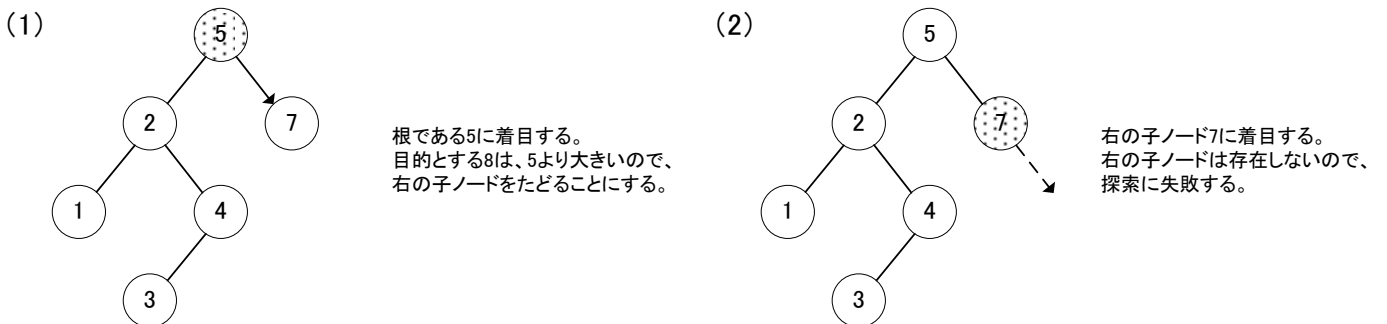 (1)
5
2
7
1
4
3
根である5に着目する。
目的とする8は、5より大きいので、
右の子ノードをたどることにする。
(2)
5
2
7
1
4
3
右の子ノード7に着目する。
右の子ノードは存在しないので、
探索に失敗する。